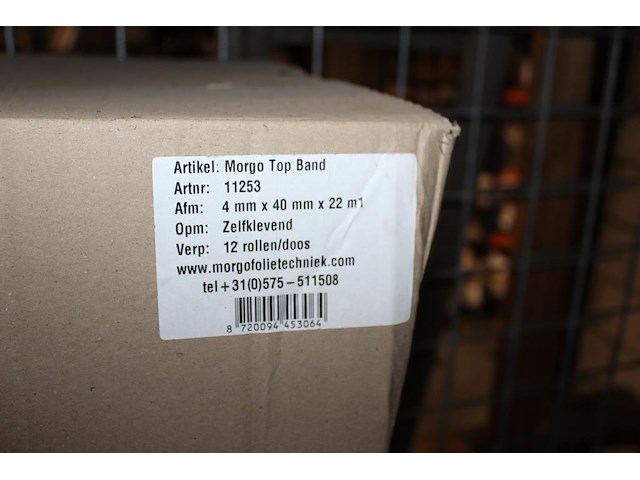 Artikel: Morgo Top Band
Artnr: 11253
Afm: 4 mm x 40 mm x 22 m1
Opm: Zelfklevend
Verp: 12 rollen/doos
www.morgofolietechniek.com
tel +31(0)575-511508
8 720094 453064